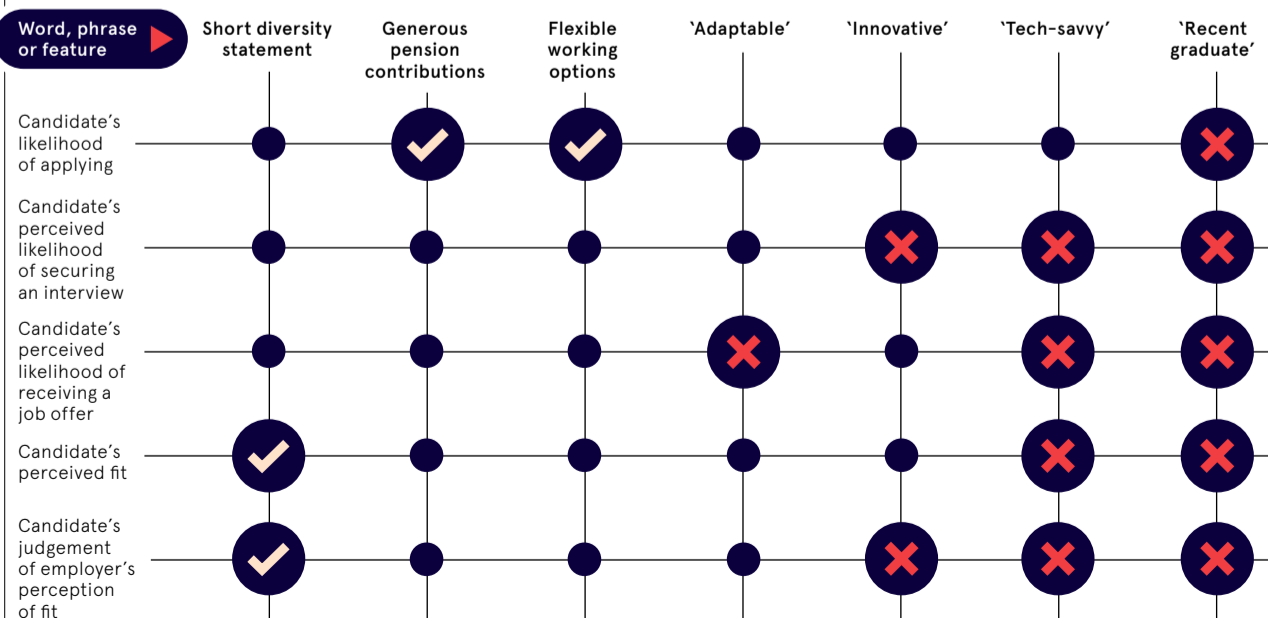 Word, phrase
or feature
Short diversity
statement
Generous
pension
contributions
Flexible
working
options
‘Adaptable’
‘Innovative’
‘Tech-savvy’
‘Recent
graduate’
Candidate’s
likelihood
of applying
Candidate’s
perceived
likelihood
of securing
an interview
Candidate’s
perceived
likelihood of
receiving a
job offer
Candidate’s
perceived fit
Candidate’s
judgement
of employer’s
perception
of fit